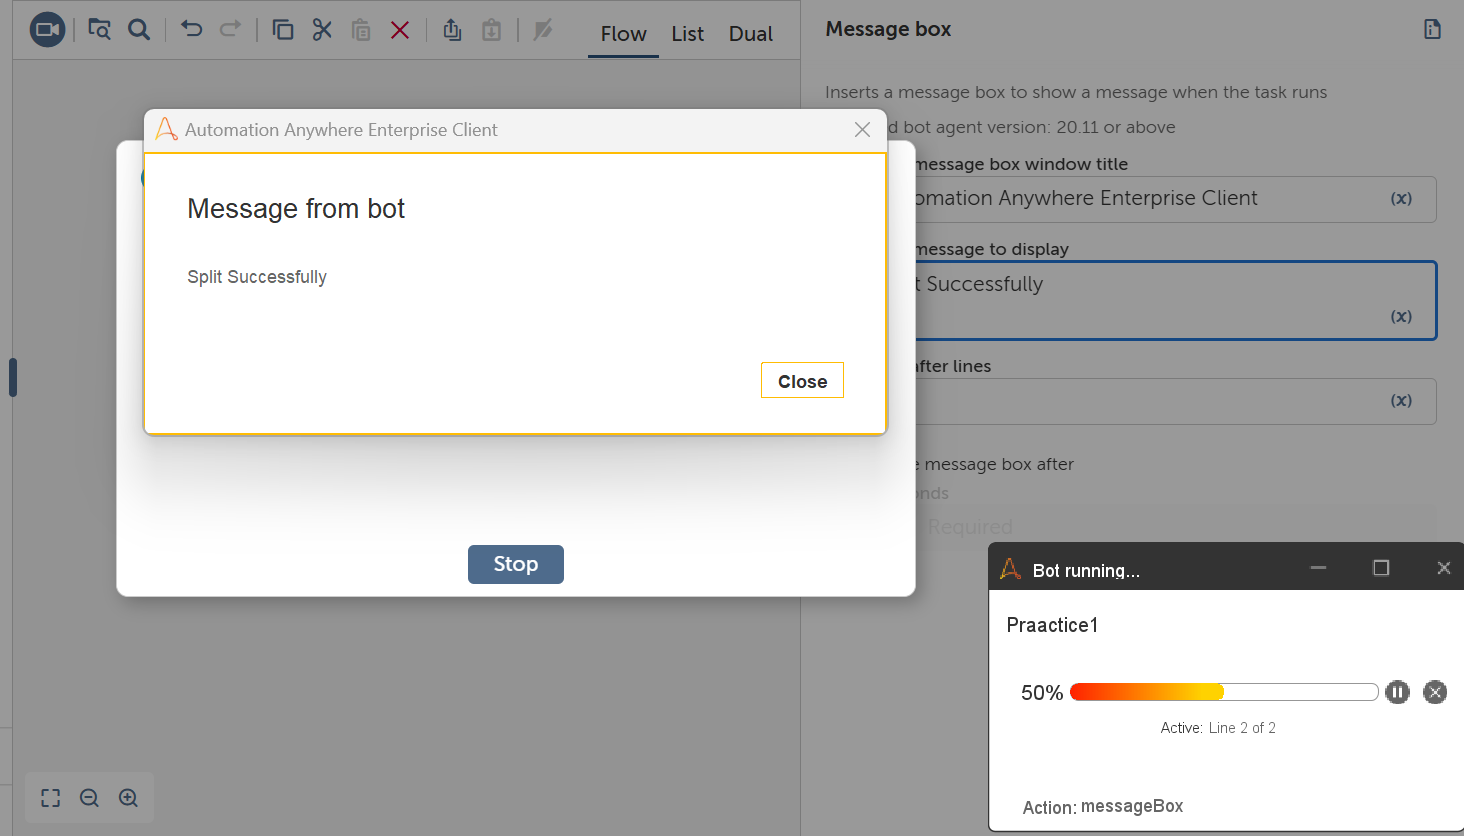 Flow List Dual
Message box
Inserts a message box to show a message when the task runs
bot agent version: 20.11 or above
message box window title
Automation Anywhere Enterprise Client
Message from bot
Split Successfully
Close
Stop
omation Anywhere Enterprise Client
(x)
message to display
t Successfully
(x)
after lines
(x)
message box after
onds
Required
Bot running...
Praactice1
50%
Active: Line 2 of 2
Action: messageBox